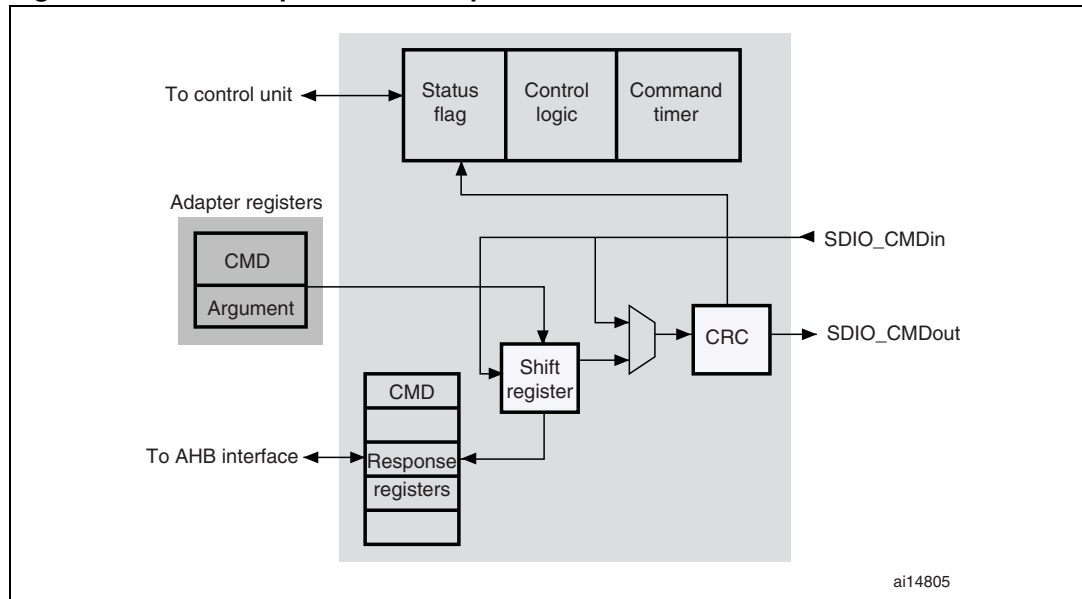 To control unit
Status
flag
Control
logic
Command
timer
Adapter registers
CMD
Argument
SDIO_CMDin
SDIO_CMDout
CRC
Shift
register
CMD
Response
registers
To AHB interface
ai14805